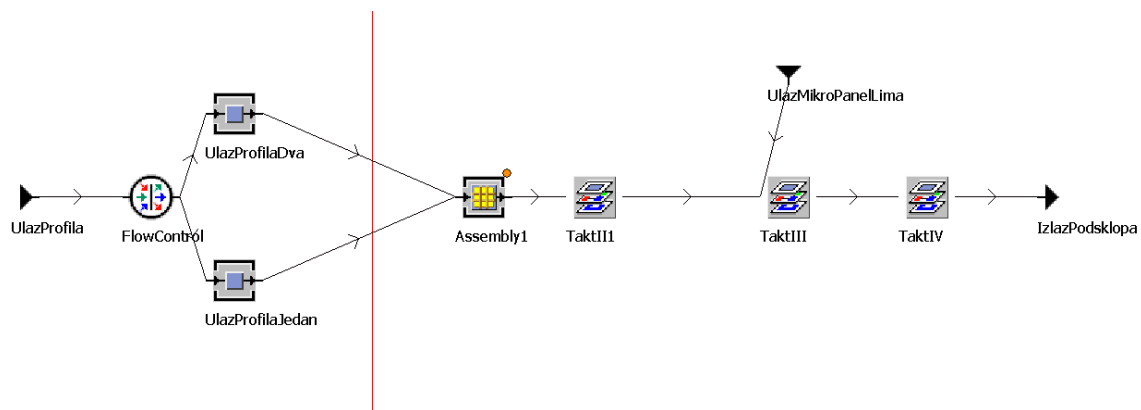 UlazMikroPanelLima
UlazProfilaDva
UlazProfila
FlowControl
Assembly1
TaktII1
TaktIII
TaktIV
IzlazPodsklopa
UlazProfilaJedan